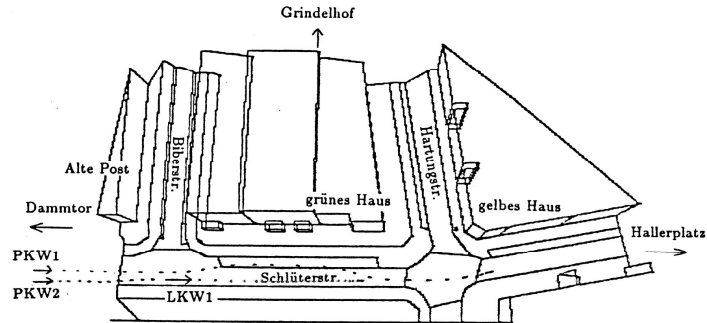 Grindelhof
Biberstr.
Hartungstr.
Alte Post
grünes Haus
gelbes Haus
Dammtor
Hallerplatz
PKW1
Schlüterstr.
PKW2
LKW1